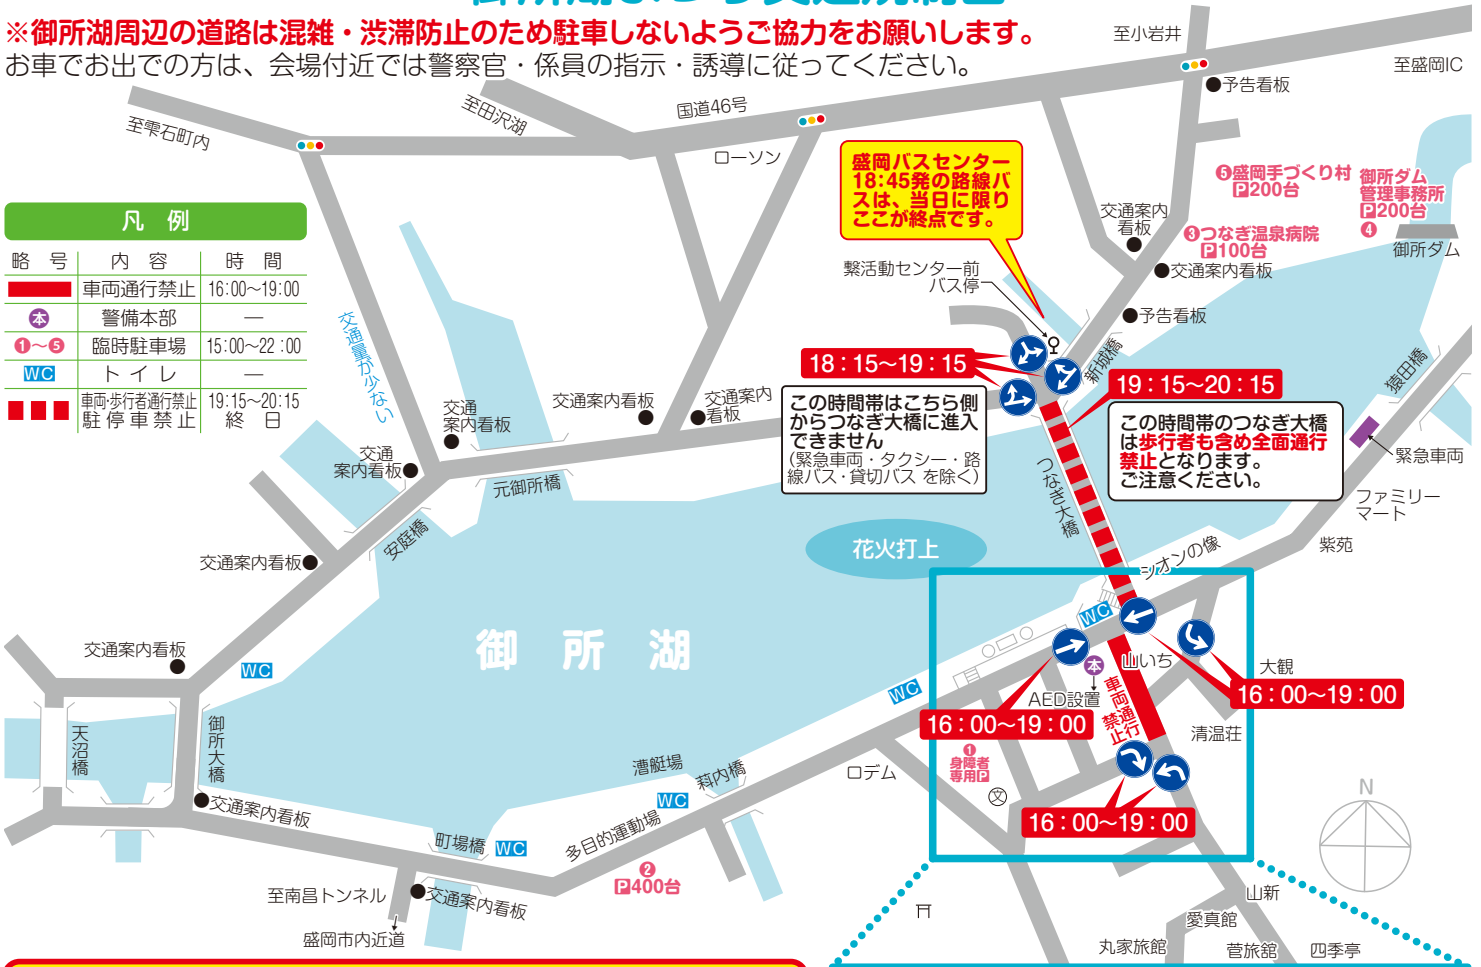 ※御所湖周辺の道路は混雑・渋滞防止のため駐車しないようご協力をお願いします。
お車でお出での方は、会場付近では警察官・係員の指示・誘導に従ってください。
至小岩井
至盛岡IC
予告看板
至田沢湖
国道46号
至雫石町内
ローソン
盛岡バスセンター
18:45発の路線バ
スは、当日に限り
ここが終点です。
❺盛岡手づくり村
P200台
御所ダム
管理事務所
P200台
❹
御所ダム
交通案内
看板
❸つなぎ温泉病院
P100台
交通案内看板
繋活動センター前
バス停
予告看板
凡 例
略 号 内 容 時 間
車両通行禁止 16:00〜19:00
本 警備本部 —
❶〜❺ 臨時駐車場 15:00〜22:00
WC トイレ —
車両・歩行者通行禁止 19:15〜20:15
駐停車禁止 終 日
交通量が少ない
18:15〜19:15
新城橋
19:15〜20:15
猿田橋
この時間帯はこちら側
からつなぎ大橋に進入
できません
（緊急車両・タクシー・路
線バス・貸切バス を除く）
この時間帯のつなぎ大橋
は歩行者も含め全面通行
禁止となります。
ご注意ください。
緊急車両
ファミリー
マート
紫苑
交通
案内看板
交通案内看板
交通案内
看板
交通
案内看板
元御所橋
安庭橋
つなぎ大橋
花火打上
シオンの像
交通案内看板
御所湖
WC
交通案内看板
WC
WC
本
山いち
大観
AED設置
16:00〜19:00
16:00〜19:00
車両通行
禁止
清温荘
天沼橋
御所大橋
❶
身障者
専用P
文
漕艇場
萩内橋
ロデム
WC
16:00〜19:00
N
交通案内看板
町場橋
WC
多目的運動場
❷
P400台
至南昌トンネル
交通案内看板
盛岡市内近道
山新
愛真館
丸家旅館
菅旅舘
四季亭